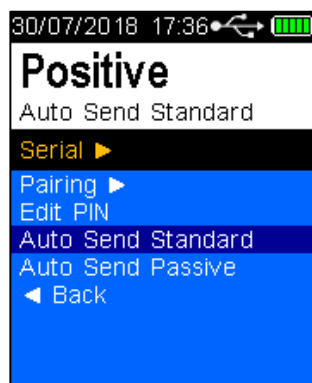 30/07/2018 17:36
Positive
Auto Send Standard
Serial ▶
Pairing ▶
Edit PIN
Auto Send Standard
Auto Send Passive
◀ Back